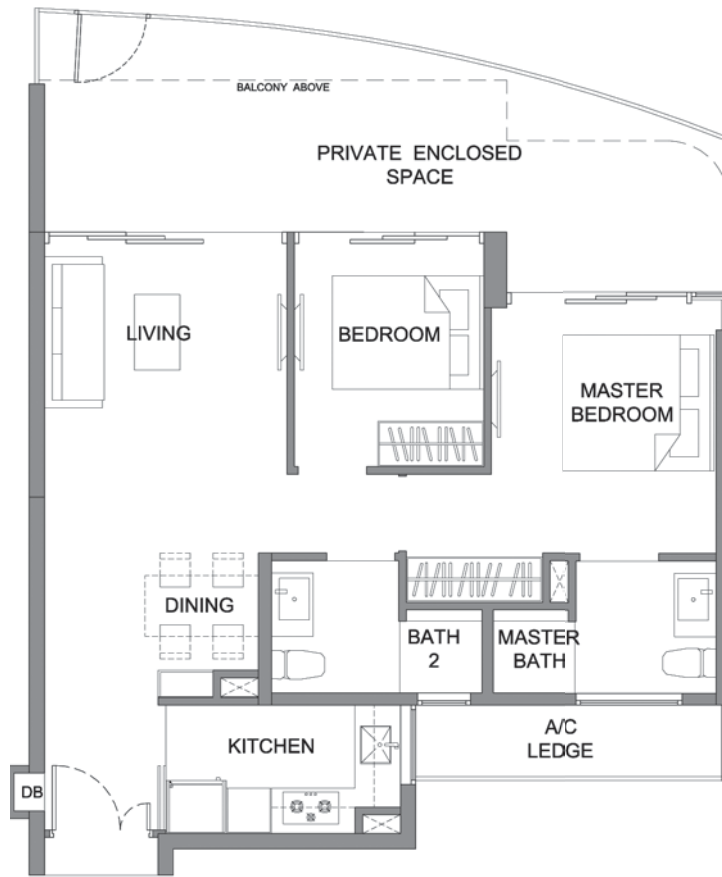 BALCONY ABOVE
PRIVATE ENCLOSED
SPACE
LIVING
BEDROOM
MASTER
BEDROOM
DINING
BATH
2
MASTER
BATH
KITCHEN
A/C
LEDGE
DB